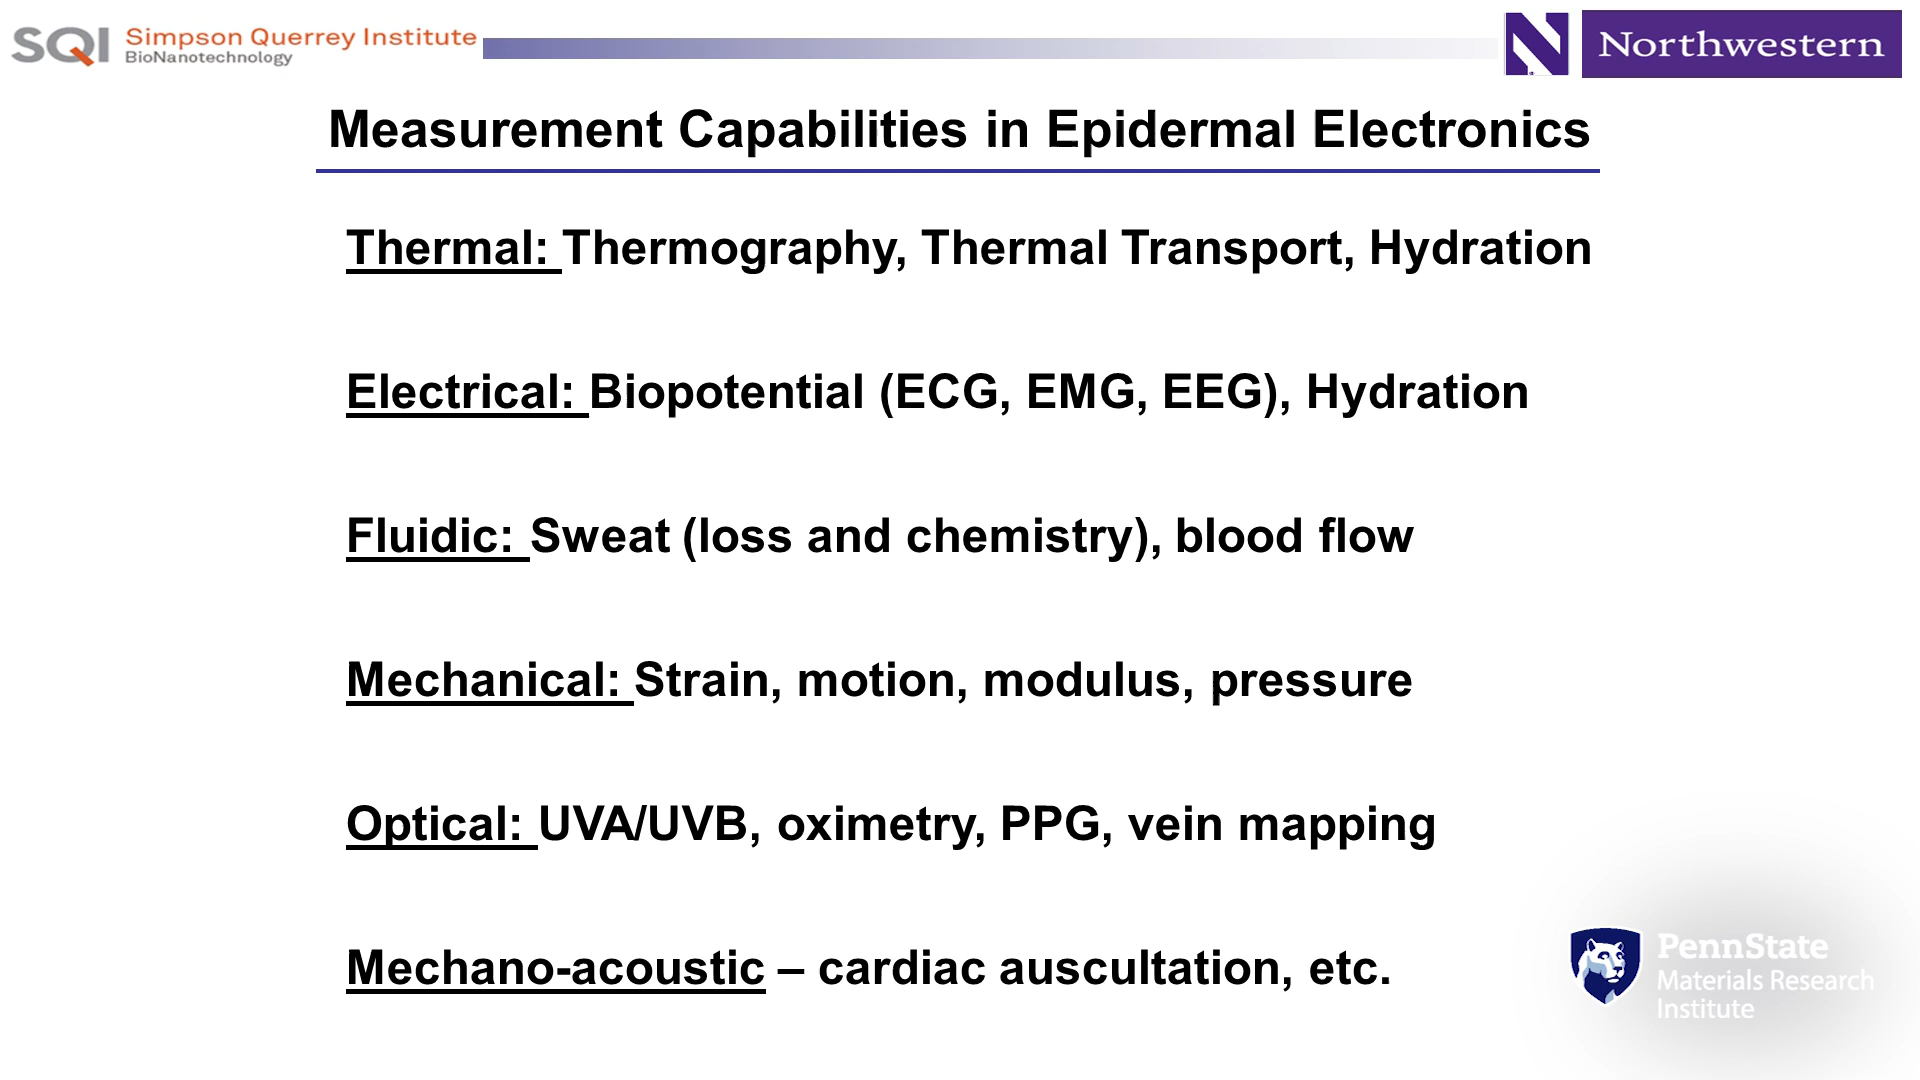 SQI Simpson Querrey Institute
BioNanotechnology
N Northwestern
Measurement Capabilities in Epidermal Electronics
Thermal: Thermography, Thermal Transport, Hydration
Electrical: Biopotential (ECG, EMG, EEG), Hydration
Fluidic: Sweat (loss and chemistry), blood flow
Mechanical: Strain, motion, modulus, pressure
Optical: UVA/UVB, oximetry, PPG, vein mapping
Mechano-acoustic – cardiac auscultation, etc.
PennState
Materials Research
Institute